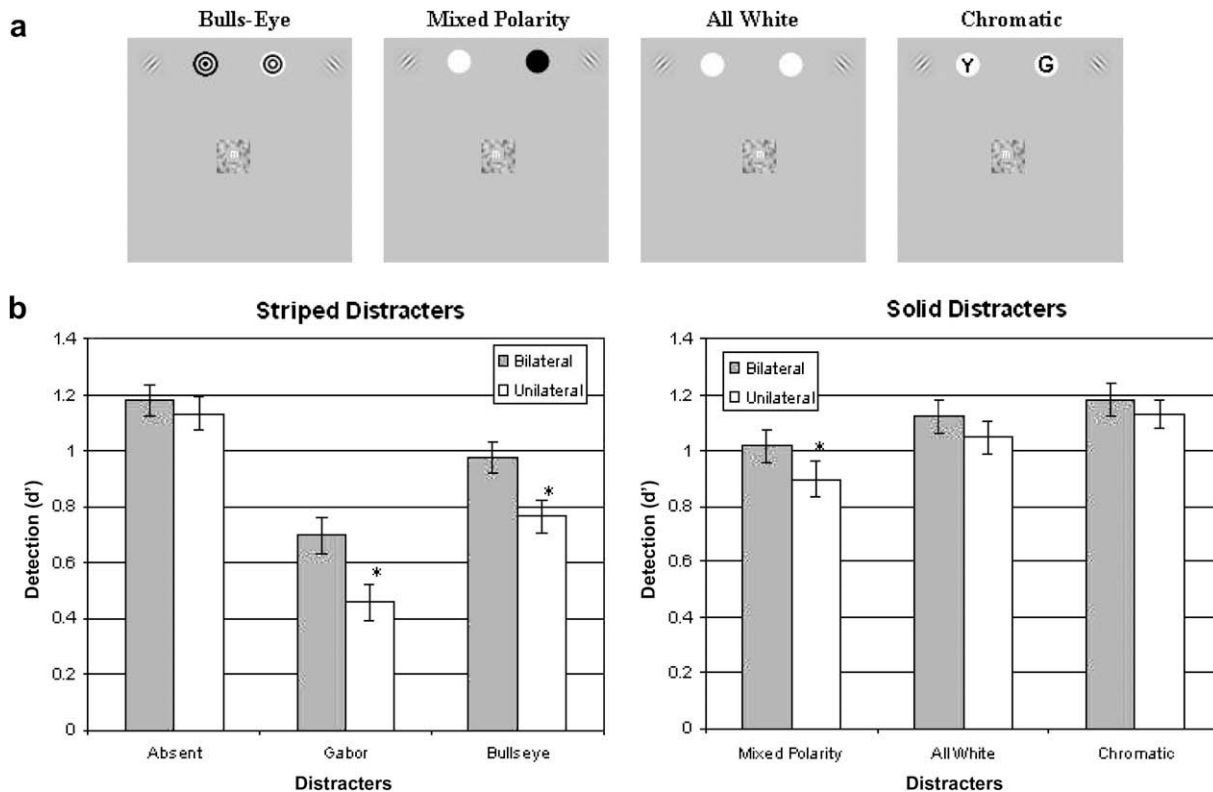 a
Bulls-Eye Mixed Polarity All White Chromatic
Y G
m m m m
b
Striped Distracters
1.4
1.2
1
0.8
0.6
0.4
0.2
0
Detection (d')
Bilateral
Unilateral
*
*
Absent Gabor Bullseye
Distracters
Solid Distracters
1.4
1.2
1
0.8
0.6
0.4
0.2
0
Detection (d')
Bilateral
Unilateral
*
Mixed Polarity All White Chromatic
Distracters